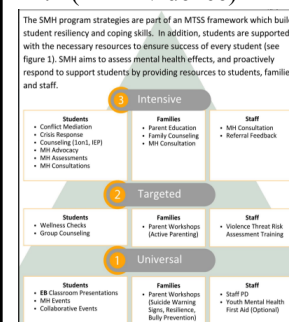 The SMH program strategies are part of an MTSS framework which build
student resiliency and coping skills. In addition, students are supported
with the necessary resources to ensure success of every student (see
figure 1). SMH aims to assess mental health effects, and proactively
respond to support students by providing resources to students, families
and staff.
3 Intensive
Students
• Conflict Mediation
• Crisis Response
• Counseling (1on1, IEP)
• MH Advocacy
• MH Assessments
• MH Consultations
Families
• Parent Education
• Family Counseling
• MH Consultation
Staff
• MH Consultation
• Referral Feedback
2 Targeted
Students
• Wellness Checks
• Group Counseling
Families
• Parent Workshops
(Active Parenting)
Staff
• Violence Threat Risk
Assessment Training
1 Universal
Students
• EB Classroom Presentations
• MH Events
• Collaborative Events
Families
• Parent Workshops
(Suicide Warning
Signs, Resilience,
Bully Prevention)
Staff
• Staff PD
• Youth Mental Health
First Aid (Optional)